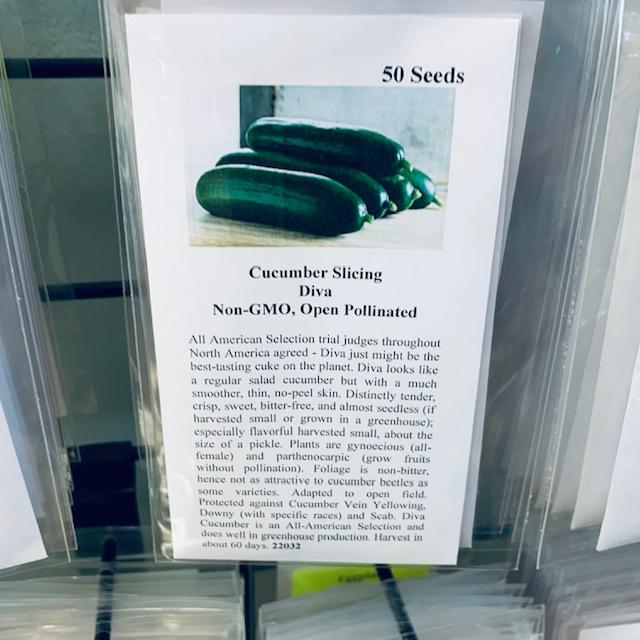 50 Seeds
Cucumber Slicing
Diva
Non-GMO, Open Pollinated
All American Selection trial judges throughout
North America agreed - Diva just might be the
best-tasting cuke on the planet. Diva looks like
a regular salad cucumber but with a much
smoother, thin, no-peel skin. Distinctly tender,
crisp, sweet, bitter-free, and almost seedless (if
harvested small or grown in a greenhouse);
especially flavorful harvested small, about the
size of a pickle. Plants are gynoecious (all-
female) and parthenocarpic (grow fruits
without pollination). Foliage is non-bitter,
hence not as attractive to cucumber beetles as
some varieties. Adapted to open field.
Protected against Cucumber Vein Yellowing,
Downy (with specific races) and Scab. Diva
Cucumber is an All-American Selection and
does well in greenhouse production. Harvest in
about 60 days. 22032